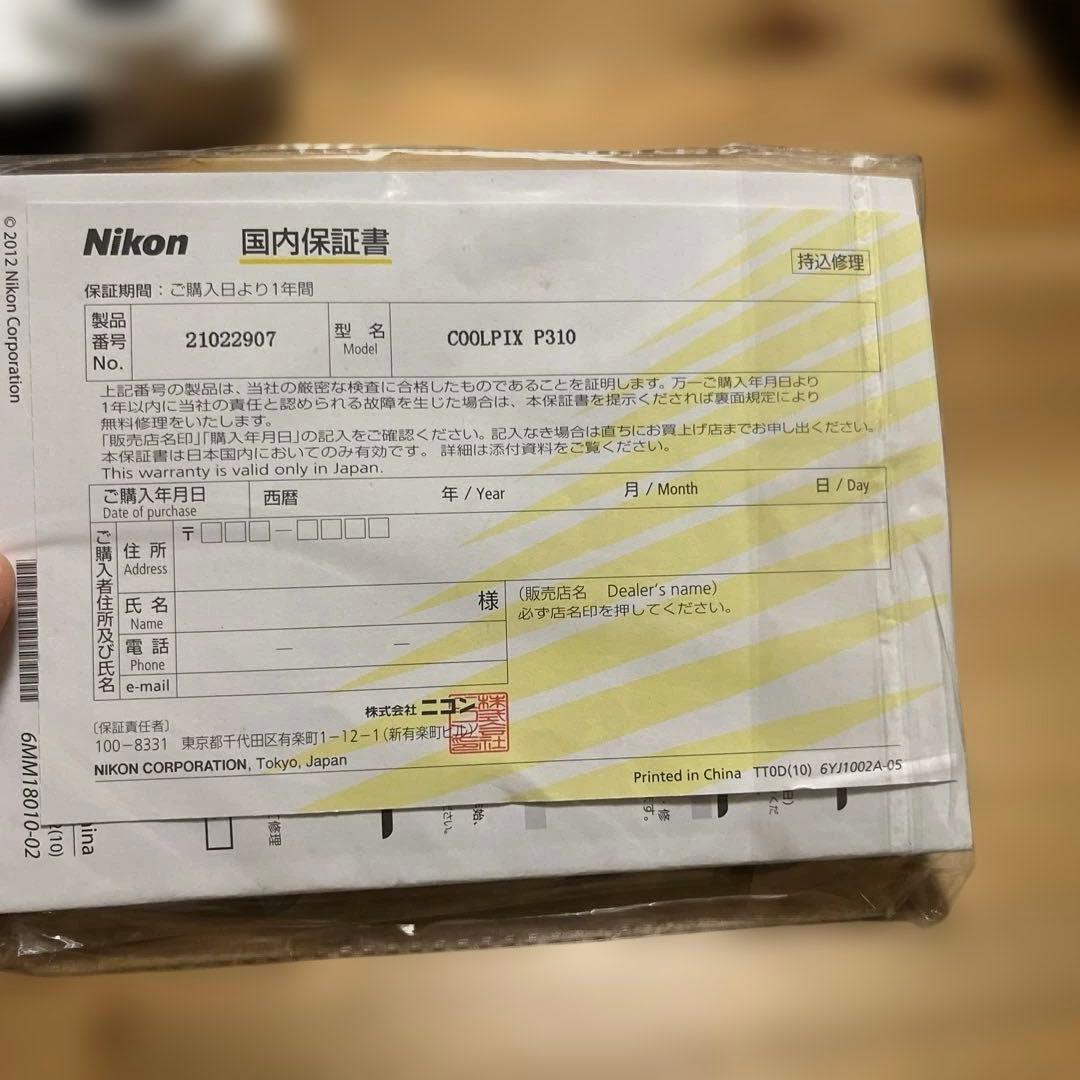 Nikon 国内保証書
持込修理
保証期間：ご購入日より1年間
製品番号 No. 21022907 型名 Model COOLPIX P310
上記番号の製品は、当社の厳密な検査に合格したものであることを証明します。万一ご購入年月日より
1年以内に当社の責任と認められる故障を生じた場合は、本保証書を提示くだされば裏面規定により
無料修理をいたします。
「販売店名印」「購入年月日」の記入をご確認ください。記入なき場合は直ちにお買上げ店までお申し出ください。
本保証書は日本国内においてのみ有効です。 詳細は添付資料をご覧ください。
This warranty is valid only in Japan.
ご購入年月日 西暦 年 / Year 月 / Month 日 / Day
Date of purchase
ご購入者住所及び氏名
〒□□□－□□□□
住所
Address
氏名 様
Name
電話 － －
Phone
e-mail
（販売店名 Dealer's name）
必ず店名印を押してください。
株式会社 ニコン
〔保証責任者〕
100－8331 東京都千代田区有楽町1－12－1（新有楽町ビル）
NIKON CORPORATION, Tokyo, Japan
Printed in China TT0D(10) 6YJ1002A-05
© 2012 Nikon Corporation
6MM18010-02
(10)
hina
修理